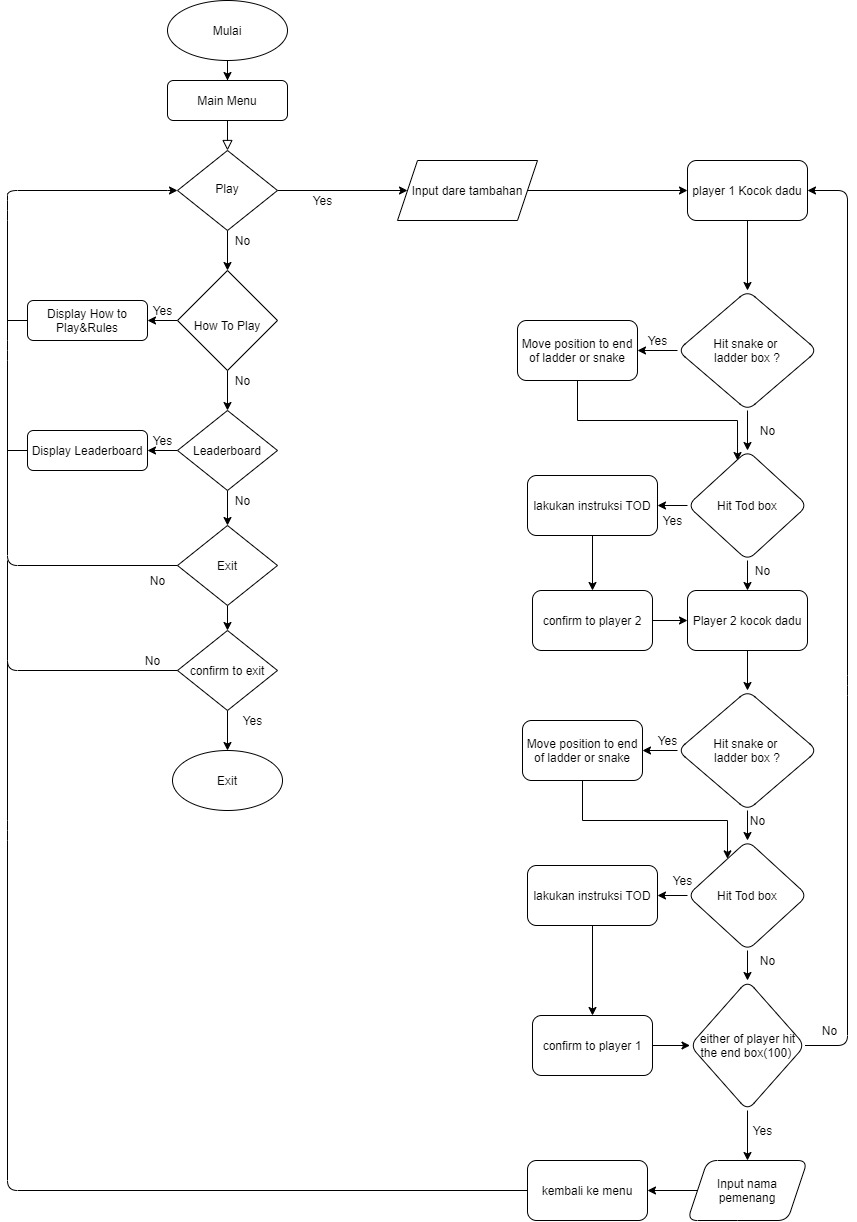 Mulai
Main Menu
Play
Yes
Input dare tambahan
player 1 Kocok dadu
No
Display How to
Play&Rules
Yes
How To Play
No
Display Leaderboard
Yes
Leaderboard
No
Exit
No
confirm to exit
No
Yes
Exit
Hit snake or
ladder box ?
Yes
Move position to end
of ladder or snake
No
Hit Tod box
Yes
lakukan instruksi TOD
No
confirm to player 2
Player 2 kocok dadu
Hit snake or
ladder box ?
Yes
Move position to end
of ladder or snake
No
Hit Tod box
Yes
lakukan instruksi TOD
No
confirm to player 1
either of player hit
the end box(100)
No
Yes
Input nama
pemenang
kembali ke menu